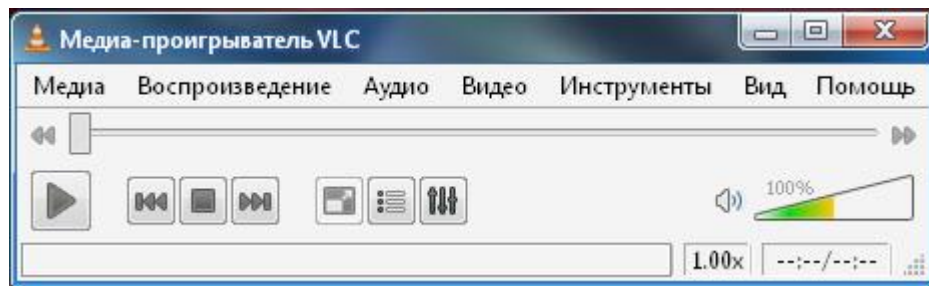 Медиа-проигрыватель VLC
Медиа Воспроизведение Аудио Видео Инструменты Вид Помощь
100%
1.00x --:--/--:--